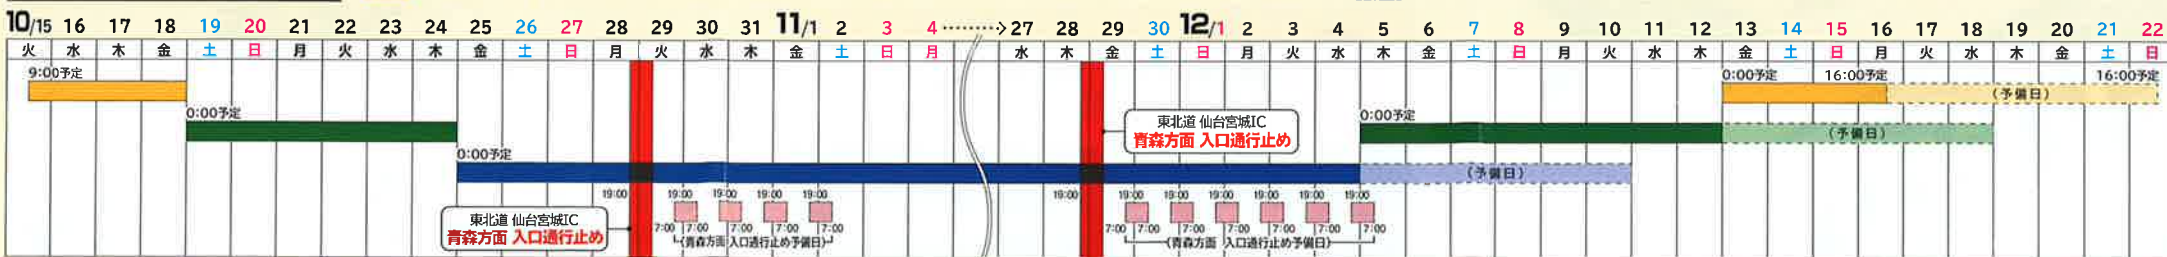 10/15 16 17 18 19 20 21 22 23 24 25 26 27 28 29 30 31 11/1 2 3 4 ········> 27 28 29 30 12/1 2 3 4 5 6 7 8 9 10 11 12 13 14 15 16 17 18 19 20 21 22
火 水 木 金 土 日 月 火 水 木 金 土 日 月 火 水 木 金 土 日 月 水 木 金 土 日 月 火 水 木 金 土 日 月 火 水 木 金 土 日 月 火 水 木 金 土 日
9:00予定 0:00予定 16:00予定 16:00予定
(予備日)
0:00予定 0:00予定
(予備日)
0:00予定
(予備日)
東北道 仙台宮城IC
青森方面 入口通行止め
19:00 19:00 19:00 19:00 19:00 19:00 19:00 19:00 19:00 19:00 19:00 19:00
7:00 7:00 7:00 7:00 7:00 7:00 7:00 7:00 7:00 7:00 7:00 7:00
東北道 仙台宮城IC
青森方面 入口通行止め
(青森方面 入口通行止め予備日) (青森方面 入口通行止め予備日)